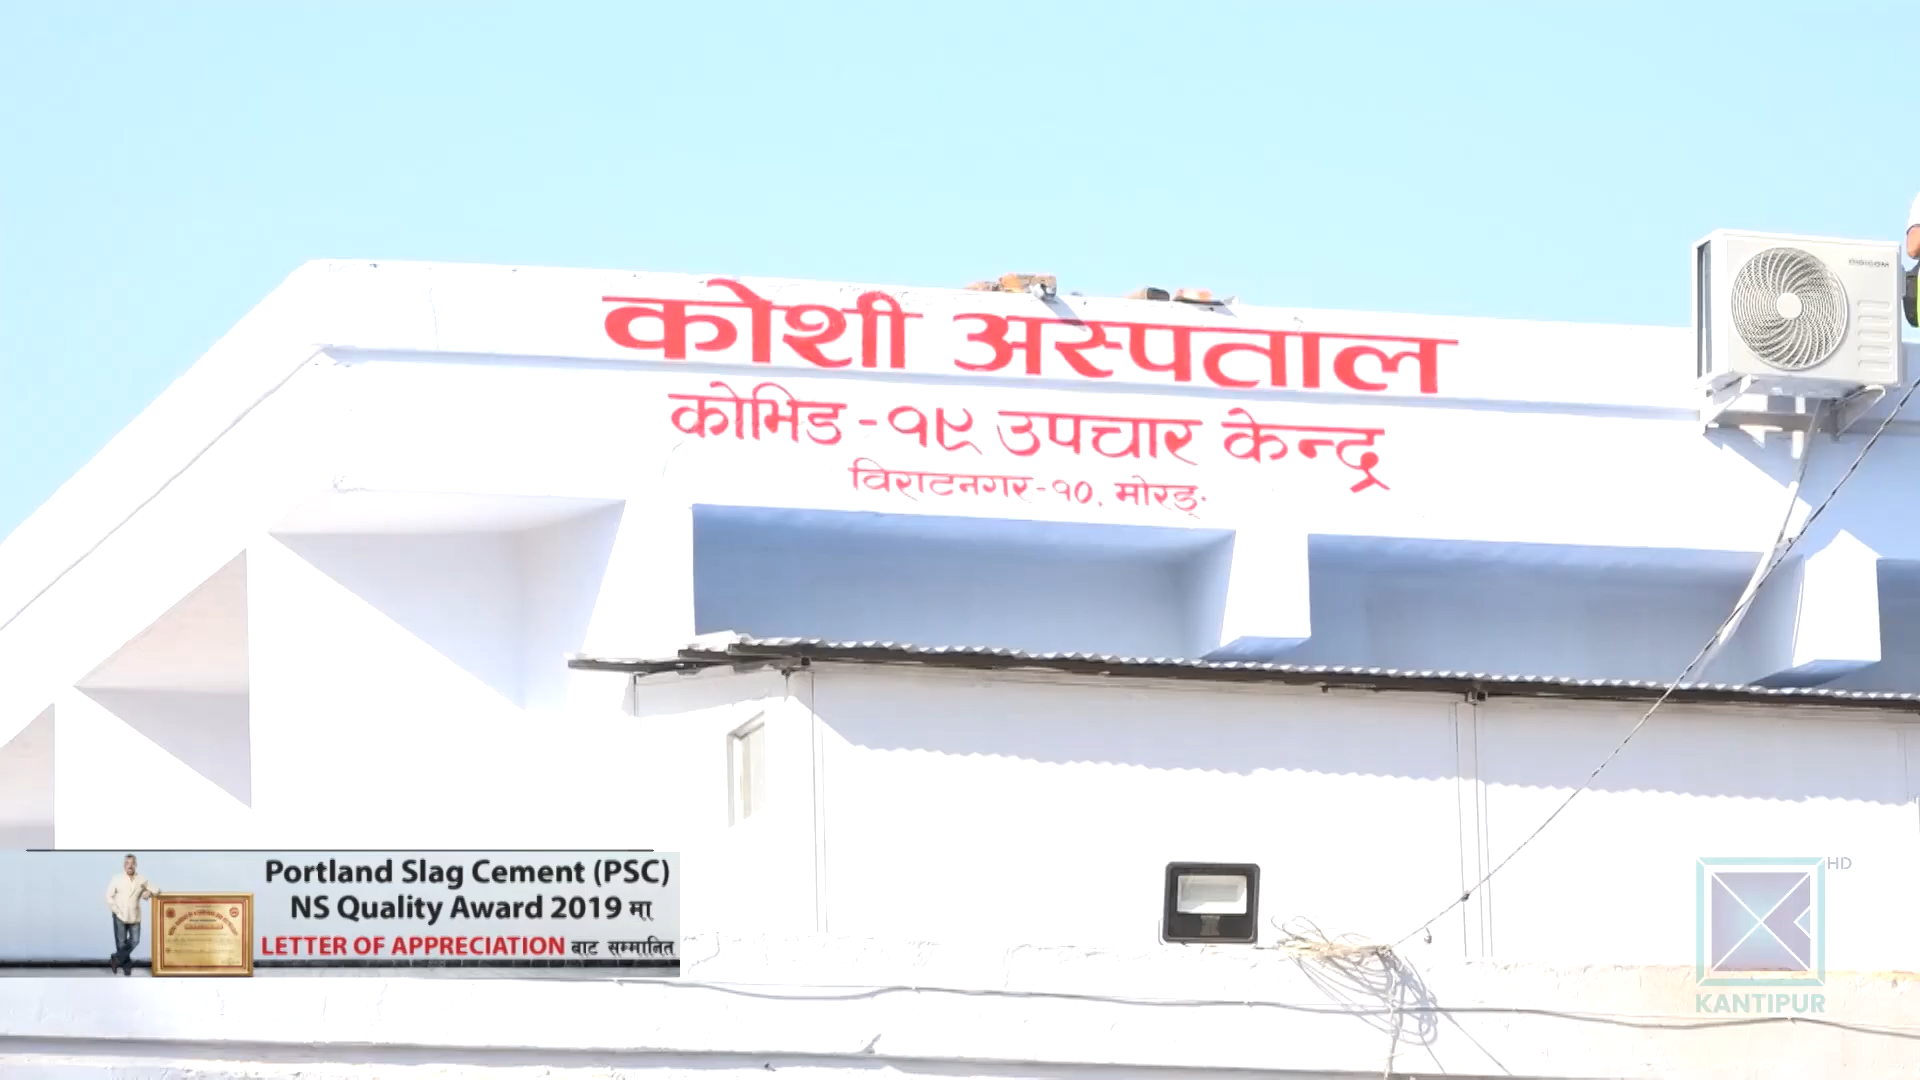 कोशी अस्पताल
कोभिड-१९ उपचार केन्द्र
विराटनगर-१०, मोरङ
DIGICOM
Portland Slag Cement (PSC)
NS Quality Award 2019 मा
LETTER OF APPRECIATION बाट सम्मानित
HD
KANTIPUR